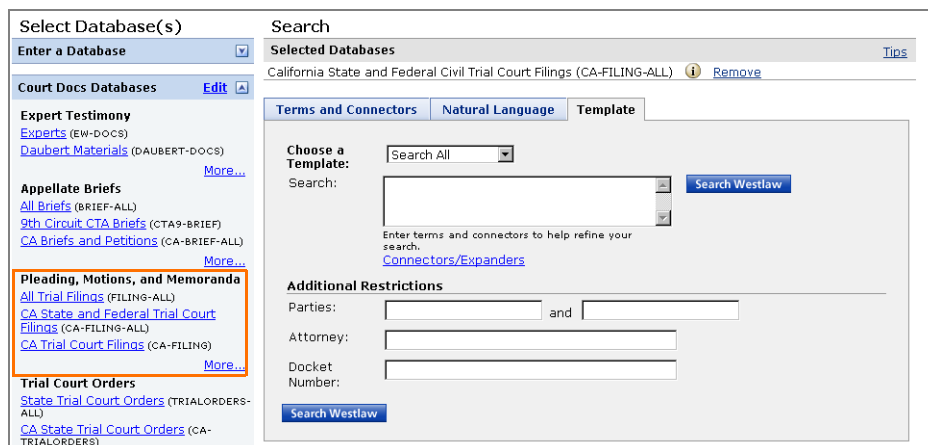 Select Database(s)
Enter a Database
Court Docs Databases Edit
Expert Testimony
Experts (EW-DOCS)
Daubert Materials (DAUBERT-DOCS)
More...
Appellate Briefs
All Briefs (BRIEF-ALL)
9th Circuit CTA Briefs (CTA9-BRIEF)
CA Briefs and Petitions (CA-BRIEF-ALL)
More...
Pleading, Motions, and Memoranda
All Trial Filings (FILING-ALL)
CA State and Federal Trial Court
Filings (CA-FILING-ALL)
CA Trial Court Filings (CA-FILING)
More...
Trial Court Orders
State Trial Court Orders (TRIALORDERS-
ALL)
CA State Trial Court Orders (CA-
TRIALORDERS)
Search
Selected Databases Tips
California State and Federal Civil Trial Court Filings (CA-FILING-ALL) i Remove
Terms and Connectors Natural Language Template
Choose a
Template:
Search All
Search:
Search Westlaw
Enter terms and connectors to help refine your
search.
Connectors/Expanders
Additional Restrictions
Parties: and
Attorney:
Docket
Number:
Search Westlaw